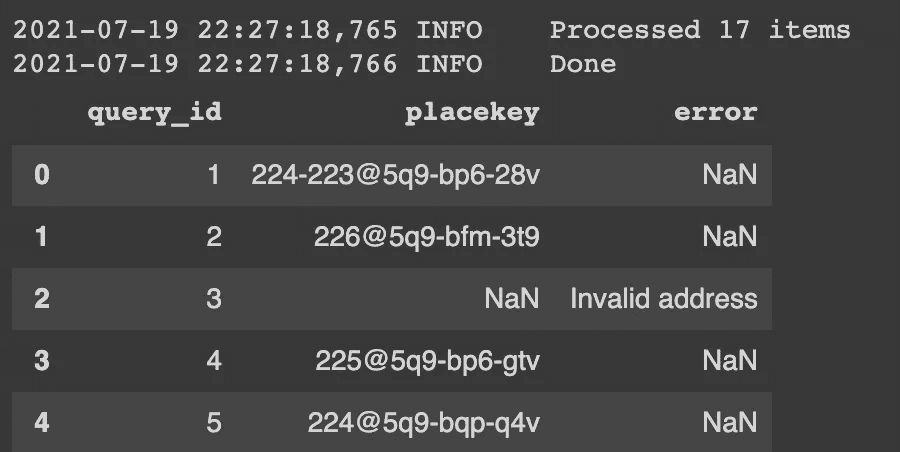 2021-07-19 22:27:18,765 INFO Processed 17 items
2021-07-19 22:27:18,766 INFO Done
query_id placekey error
0 1 224-223@5q9-bp6-28v NaN
1 2 226@5q9-bfm-3t9 NaN
2 3 NaN Invalid address
3 4 225@5q9-bp6-gtv NaN
4 5 224@5q9-bqp-q4v NaN